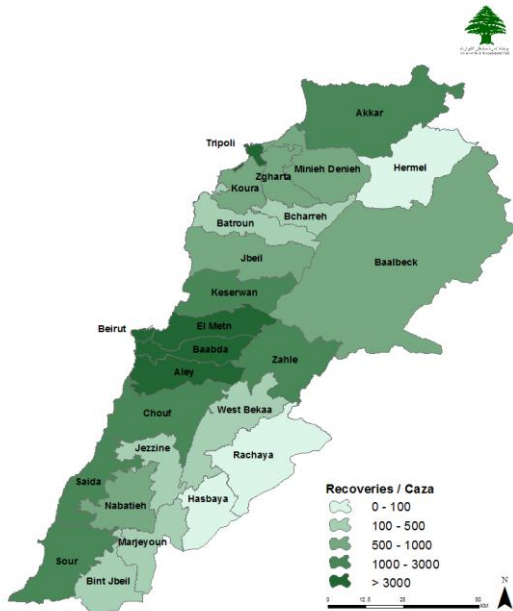 Akkar
Tripoli
Hermel
Minieh Denieh
Zgharta
Koura
Bcharreh
Batroun
Jbeil
Baalbeck
Keserwan
El Metn
Beirut
Baabda
Zahle
Aley
West Bekaa
Chouf
Jezzine
Rachaya
Saida
Hasbaya
Nabatieh
Marjeyoun
Sour
Bint Jbeil
Recoveries / Caza
0 - 100
100 - 500
500 - 1000
1000 - 3000
> 3000
N